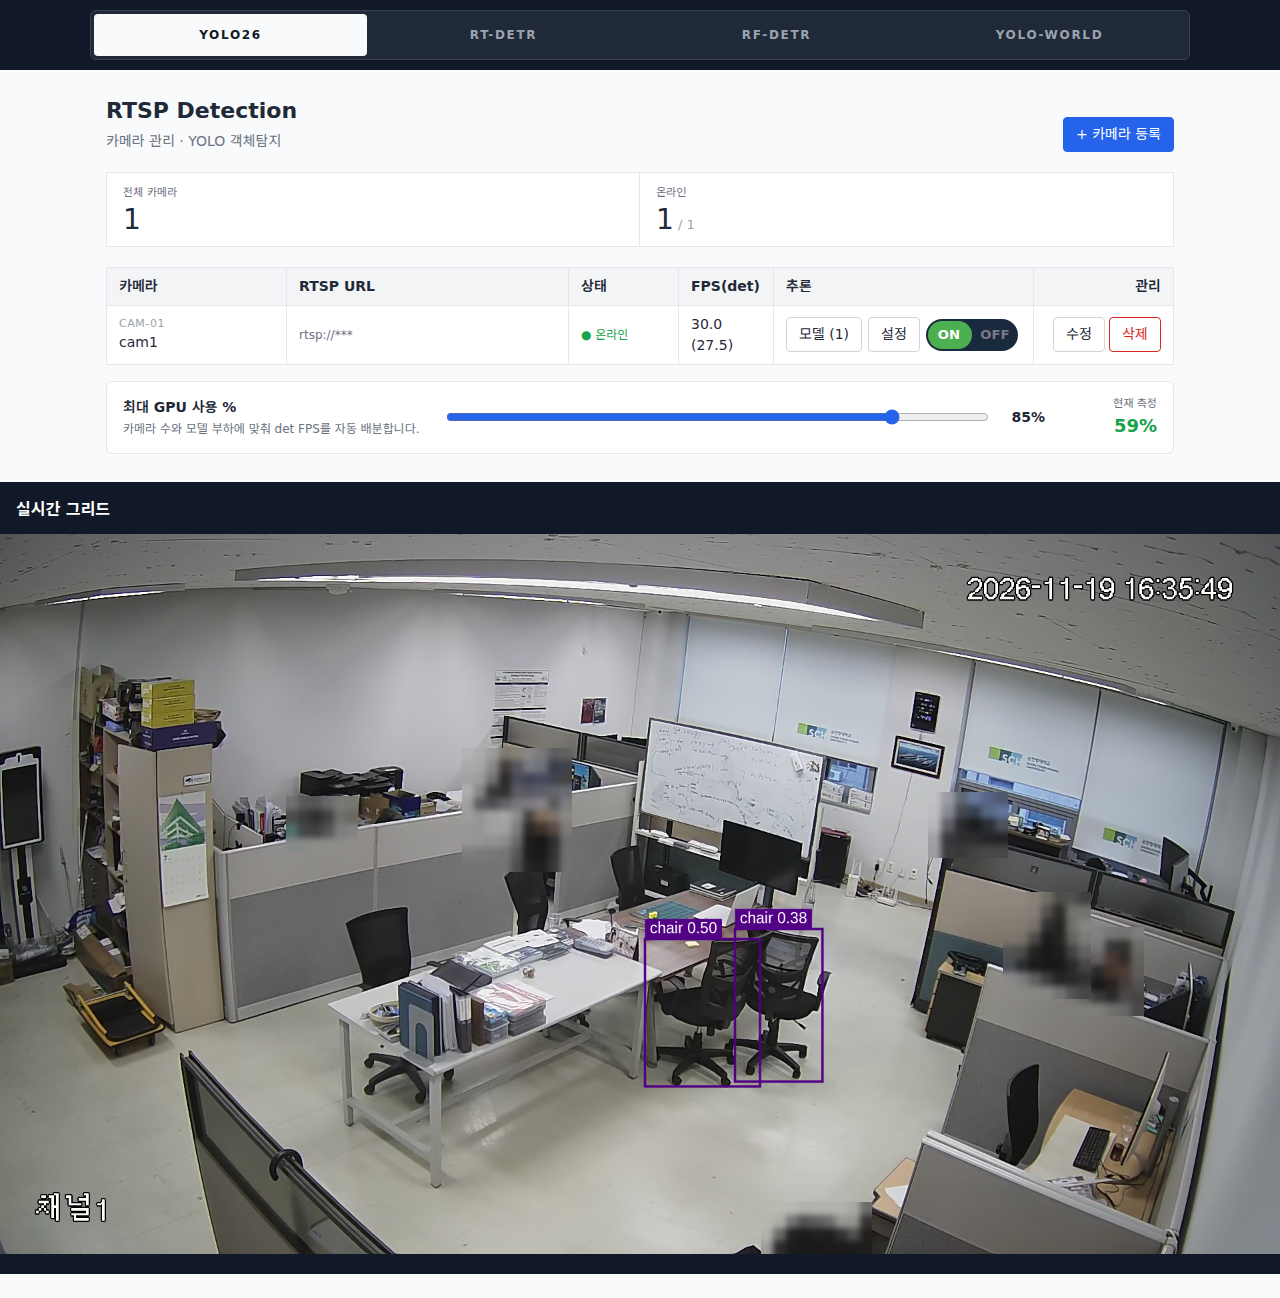 YOLO26
RT-DETR
RF-DETR
YOLO-WORLD
RTSP Detection
카메라 관리 · YOLO 객체탐지
+ 카메라 등록
전체 카메라
1
온라인
1 / 1
카메라
RTSP URL
상태
FPS(det)
추론
관리
CAM-01
cam1
rtsp://***
● 온라인
30.0
(27.5)
모델 (1)
설정
ON
OFF
수정
삭제
최대 GPU 사용 %
카메라 수와 모델 부하에 맞춰 det FPS를 자동 배분합니다.
85%
현재 측정
59%
실시간 그리드
2026-11-19 16:35:49
SCH
SCH
SCH
chair 0.50
chair 0.38
채널1